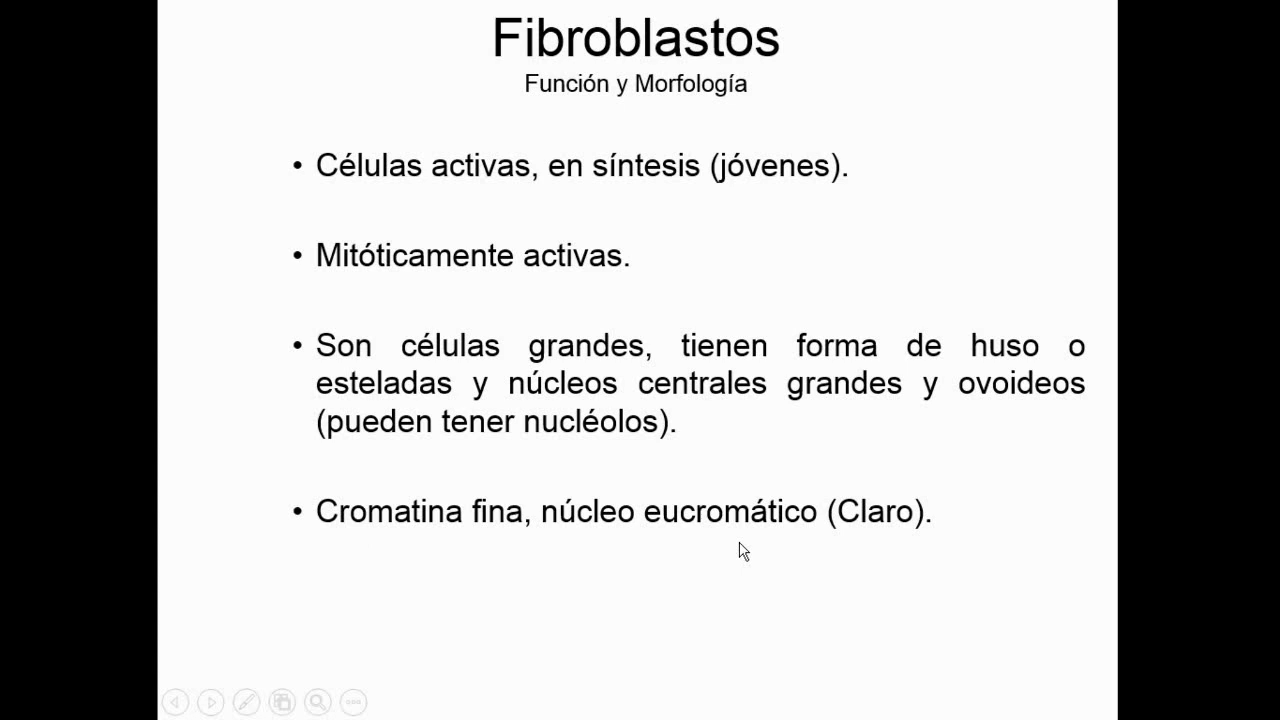 Fibroblastos
Función y Morfología
• Células activas, en síntesis (jóvenes).
• Mitóticamente activas.
• Son células grandes, tienen forma de huso o
esteladas y núcleos centrales grandes y ovoideos
(pueden tener nucléolos).
• Cromatina fina, núcleo eucromático (Claro).